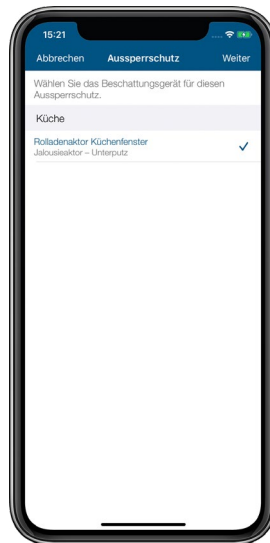 15:21
Abbrechen Aussperrschutz Weiter
Wählen Sie das Beschattungsgerät für diesen
Aussperrschutz.
Küche
Rolladenaktor Küchenfenster
Jalousieaktor – Unterputz